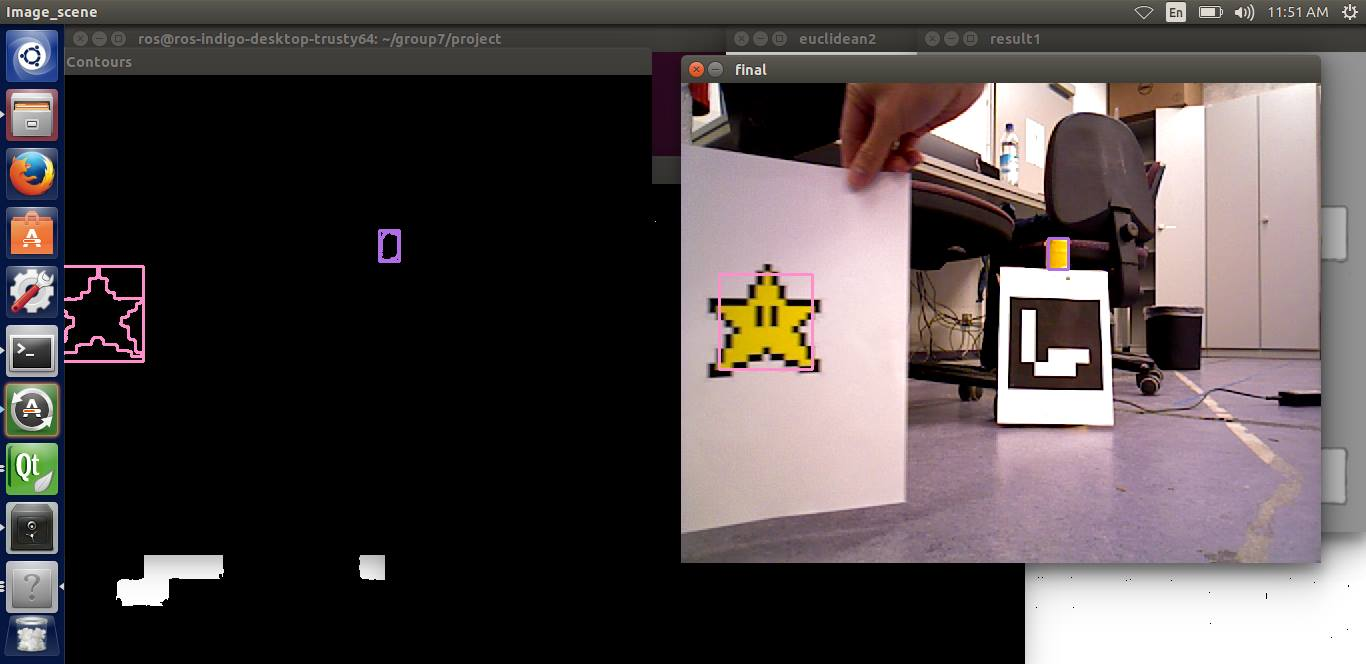 Image_scene
En
11:51 AM
ros@ros-indigo-desktop-trusty64: ~/group7/project
euclidean2
result1
Contours
final
>_
Qt
?